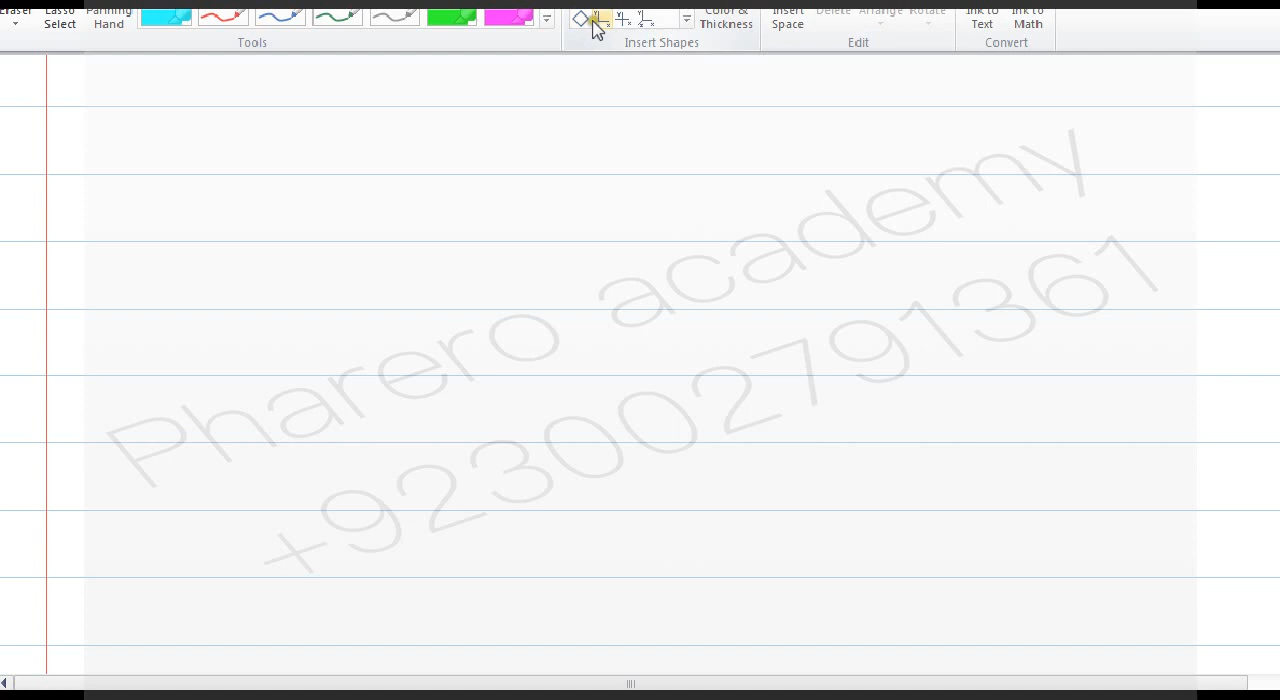 Eraser Lasso Panning Color & Insert Delete Arrange Rotate Ink to Ink to
Select Hand Thickness Space Text Math
Tools Insert Shapes Edit Convert
Pharero academy
+923002791361